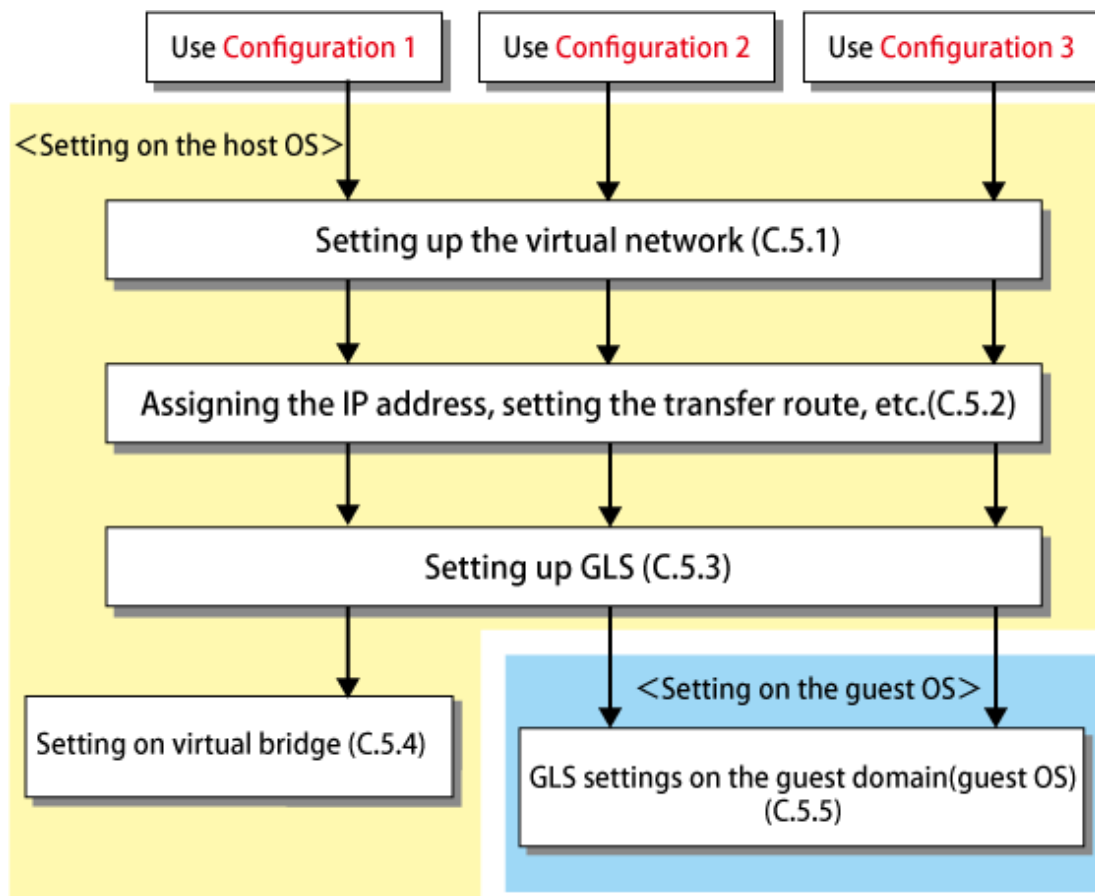 Use Configuration 1
Use Configuration 2
Use Configuration 3
<Setting on the host OS>
Setting up the virtual network (C.5.1)
Assigning the IP address, setting the transfer route, etc.(C.5.2)
Setting up GLS (C.5.3)
<Setting on the guest OS>
Setting on virtual bridge (C.5.4)
GLS settings on the guest domain(guest OS)
(C.5.5)